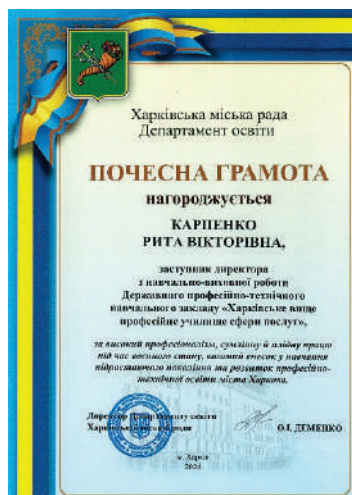 Харківська міська рада
Департамент освіти
ПОЧЕСНА ГРАМОТА
нагороджується
КАРПЕНКО
РИТА ВІКТОРІВНА,
заступник директора
з навчально-виховної роботи
Державного професійно-технічного
навчального закладу «Харківське вище
професійне училище сфери послуг»,
за високий професіоналізм, сумлінну й плідну працю
під час воєнного стану, вагомий внесок у навчання
підростаючого покоління та розвиток професійно-
технічної освіти міста Харкова.
Директор Департаменту освіти
Харківської міської ради
О.І. ДЕМЕНКО
м. Харків
2024